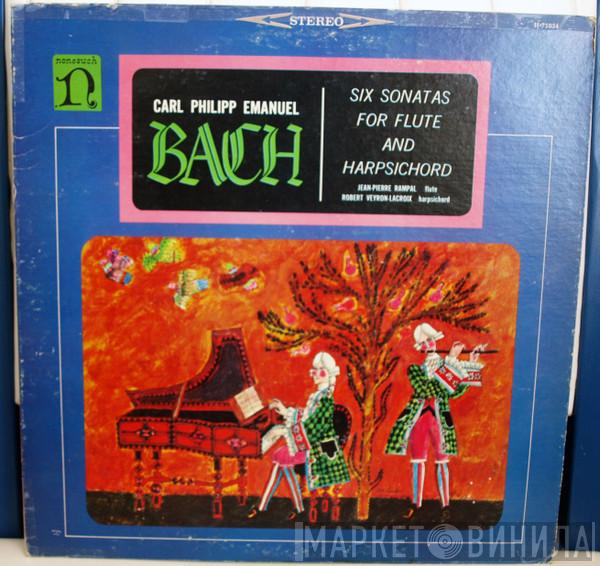 STEREO
H-71034
nonesuch
n
CARL PHILIPP EMANUEL
BACH
SIX SONATAS
FOR FLUTE
AND
HARPSICHORD
JEAN-PIERRE RAMPAL flute
ROBERT VEYRON-LACROIX harpsichord
МАРКЕТ ВИНИЛА